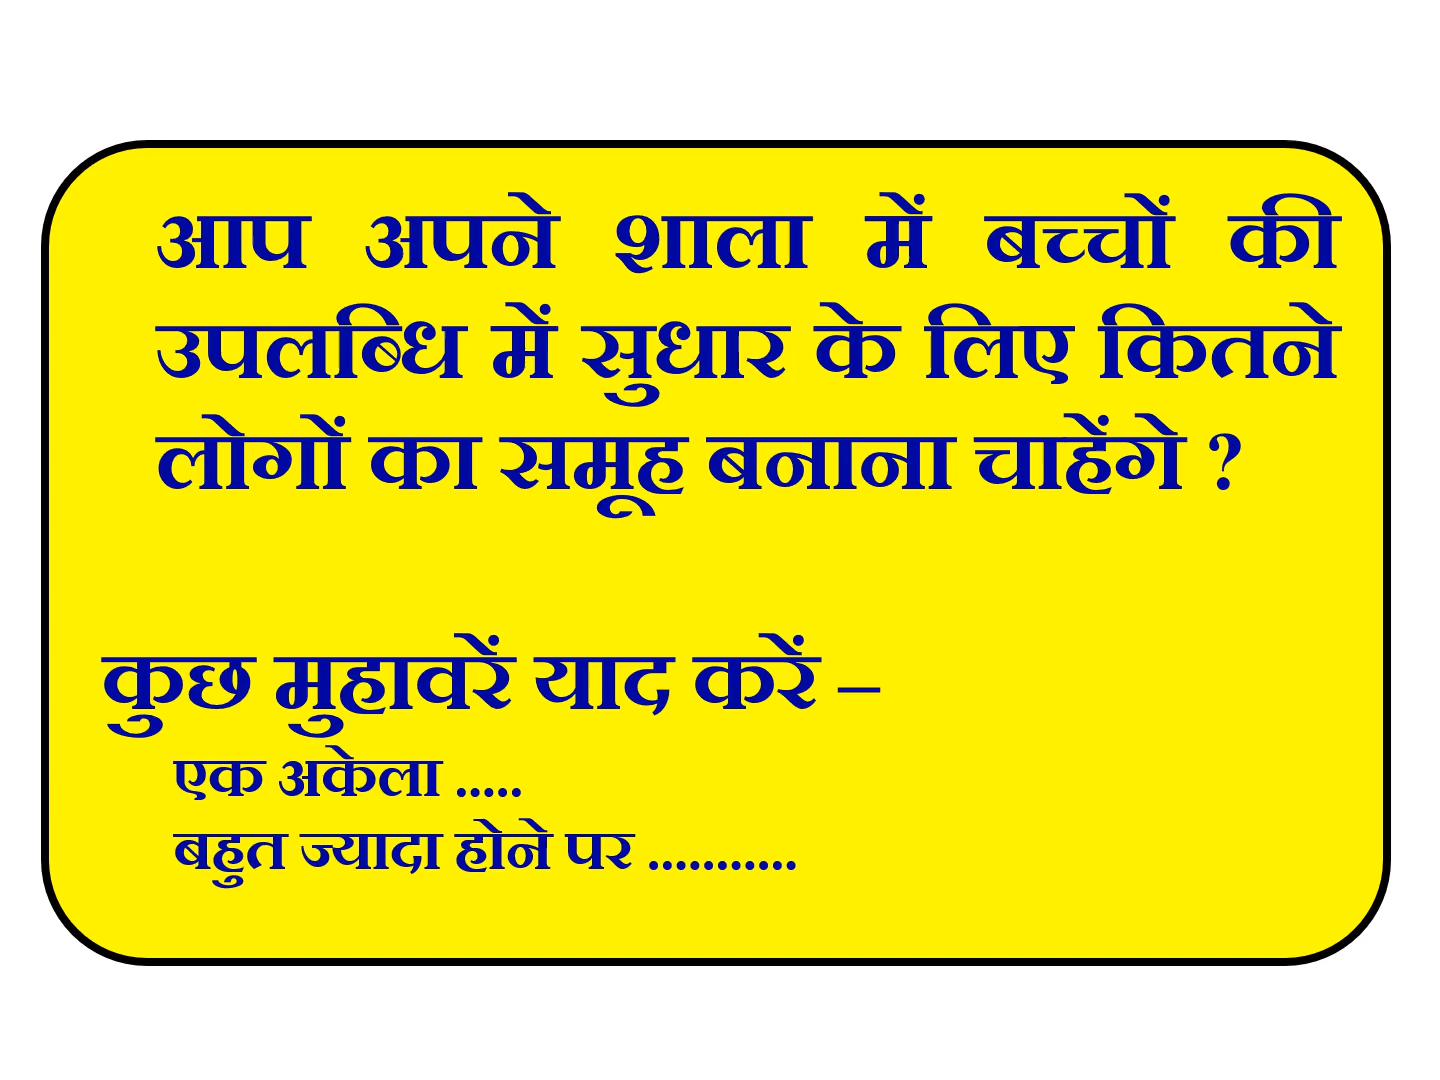 आप अपने शाला में बच्चों की
उपलब्धि में सुधार के लिए कितने
लोगों का समूह बनाना चाहेंगे ?
कुछ मुहावरें याद करें –
एक अकेला .....
बहुत ज्यादा होने पर ...........